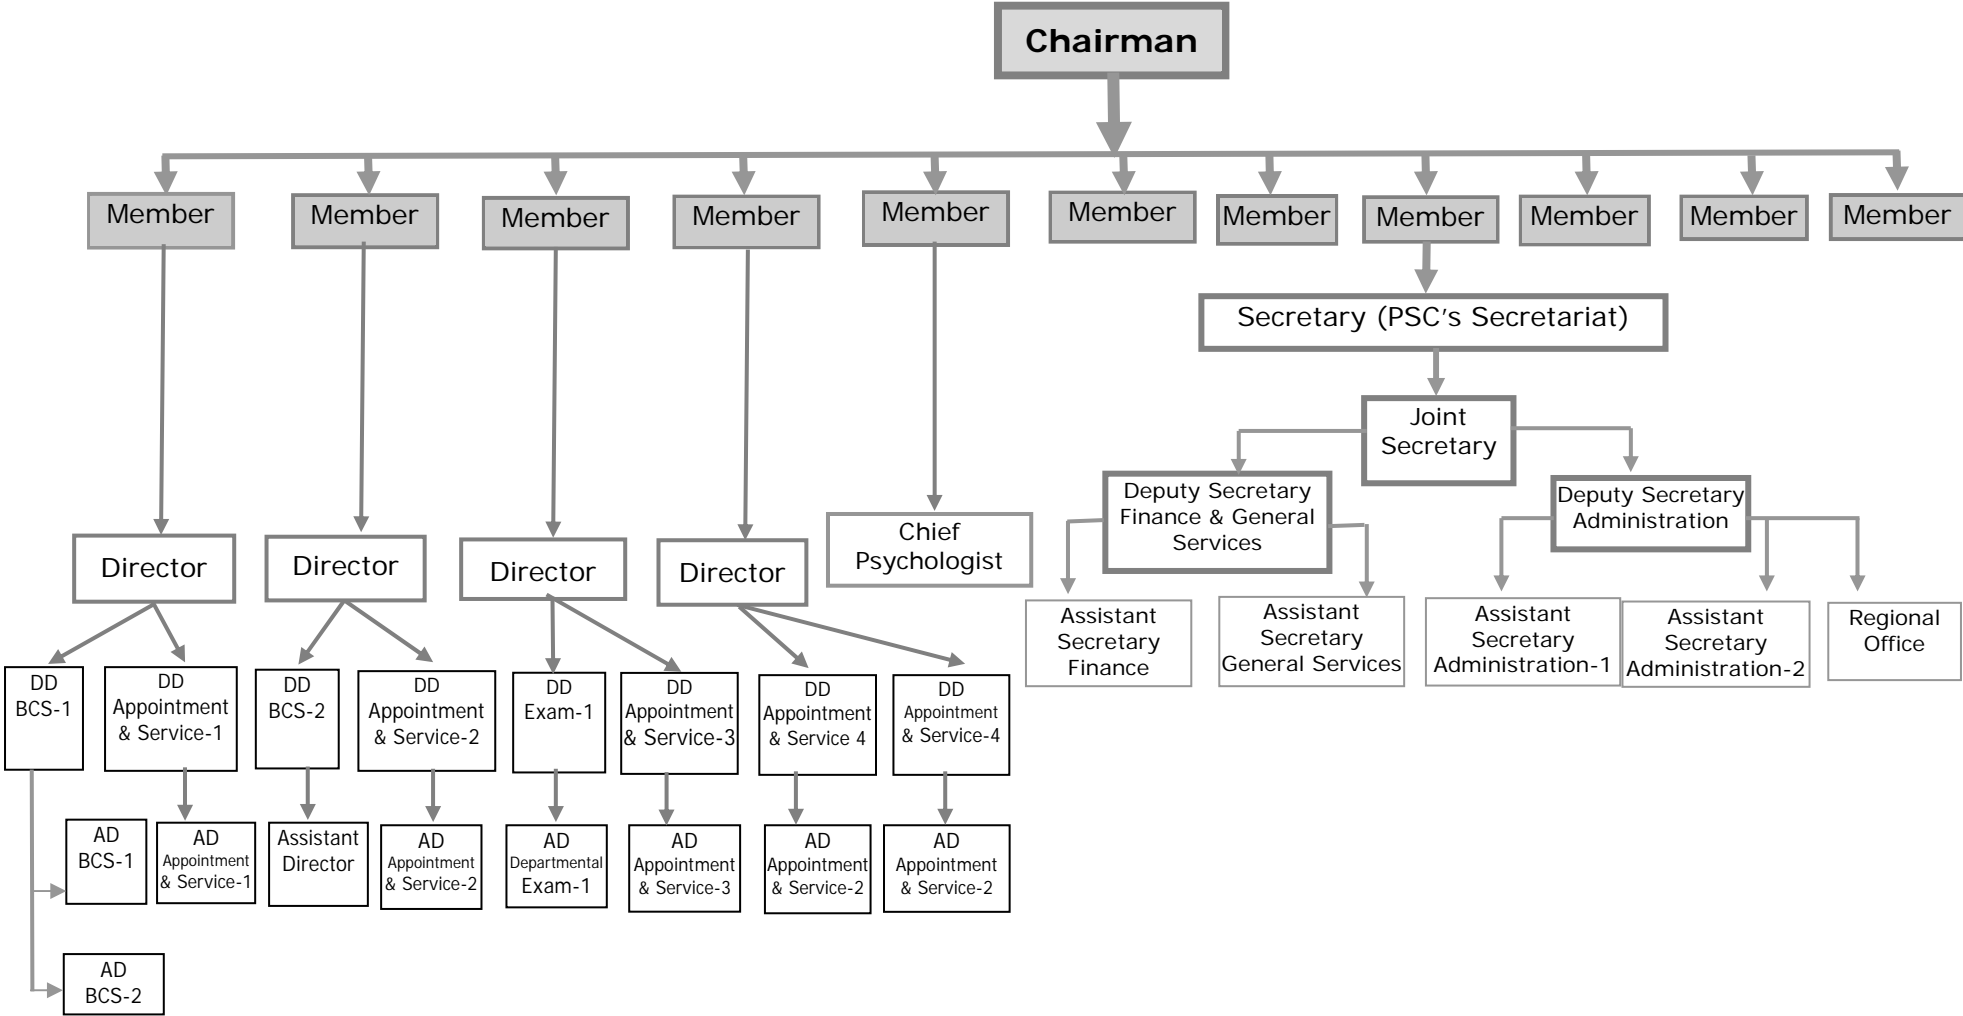 Chairman
Member
Member
Member
Member
Member
Member
Member
Member
Member
Member
Member
Secretary (PSC's Secretariat)
Joint
Secretary
Deputy Secretary
Finance & General
Services
Deputy Secretary
Administration
Director
Director
Director
Director
Chief
Psychologist
Assistant
Secretary
Finance
Assistant
Secretary
General Services
Assistant
Secretary
Administration-1
Assistant
Secretary
Administration-2
Regional
Office
DD
BCS-1
DD
Appointment
& Service-1
DD
BCS-2
DD
Appointment
& Service-2
DD
Exam-1
DD
Appointment
& Service-3
DD
Appointment
& Service 4
DD
Appointment
& Service-4
AD
BCS-1
AD
Appointment
& Service-1
Assistant
Director
AD
Appointment
& Service-2
AD
Departmental
Exam-1
AD
Appointment
& Service-3
AD
Appointment
& Service-2
AD
Appointment
& Service-2
AD
BCS-2